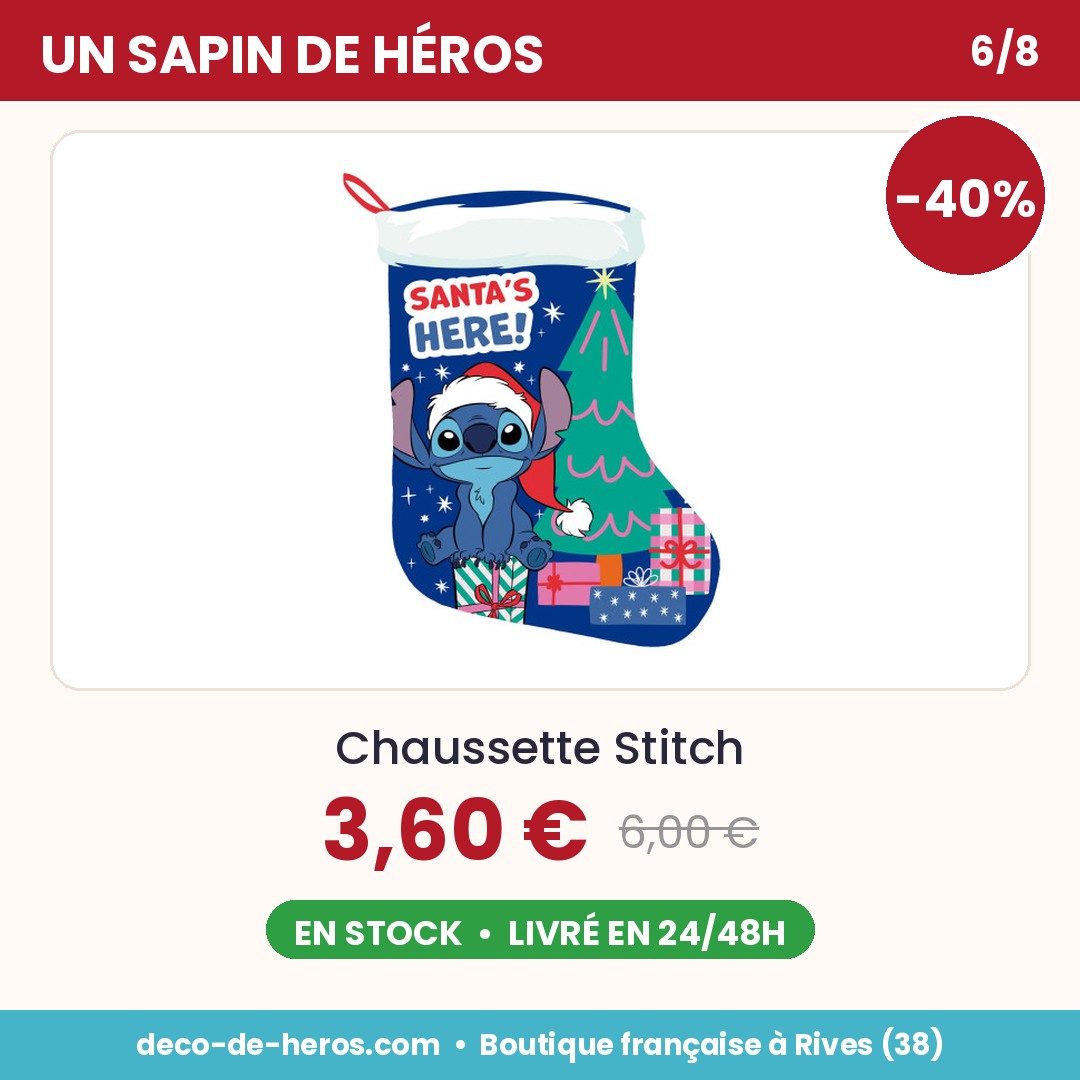 UN SAPIN DE HÉROS
6/8
-40%
SANTA'S
HERE!
Chaussette Stitch
3,60 € 6,00 €
EN STOCK • LIVRÉ EN 24/48H
deco-de-heros.com • Boutique française à Rives (38)